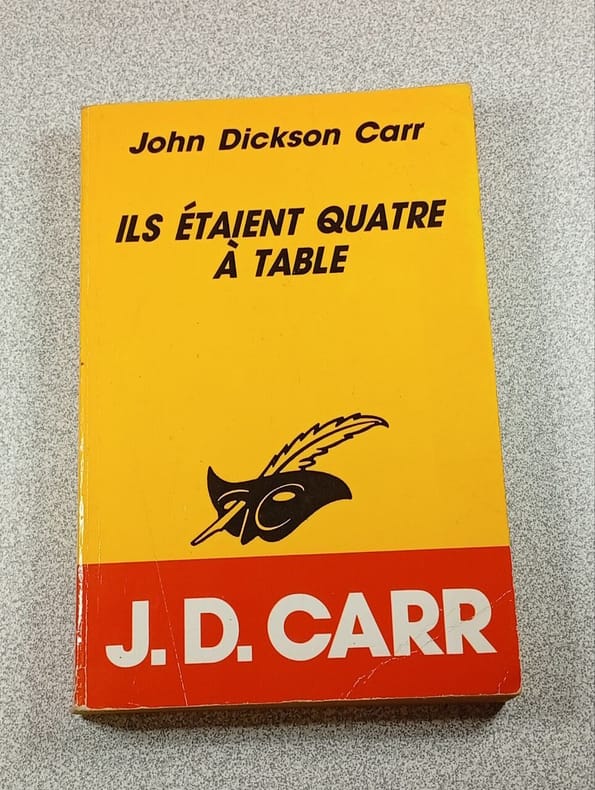 John Dickson Carr
ILS ÉTAIENT QUATRE
À TABLE
J. D. CARR